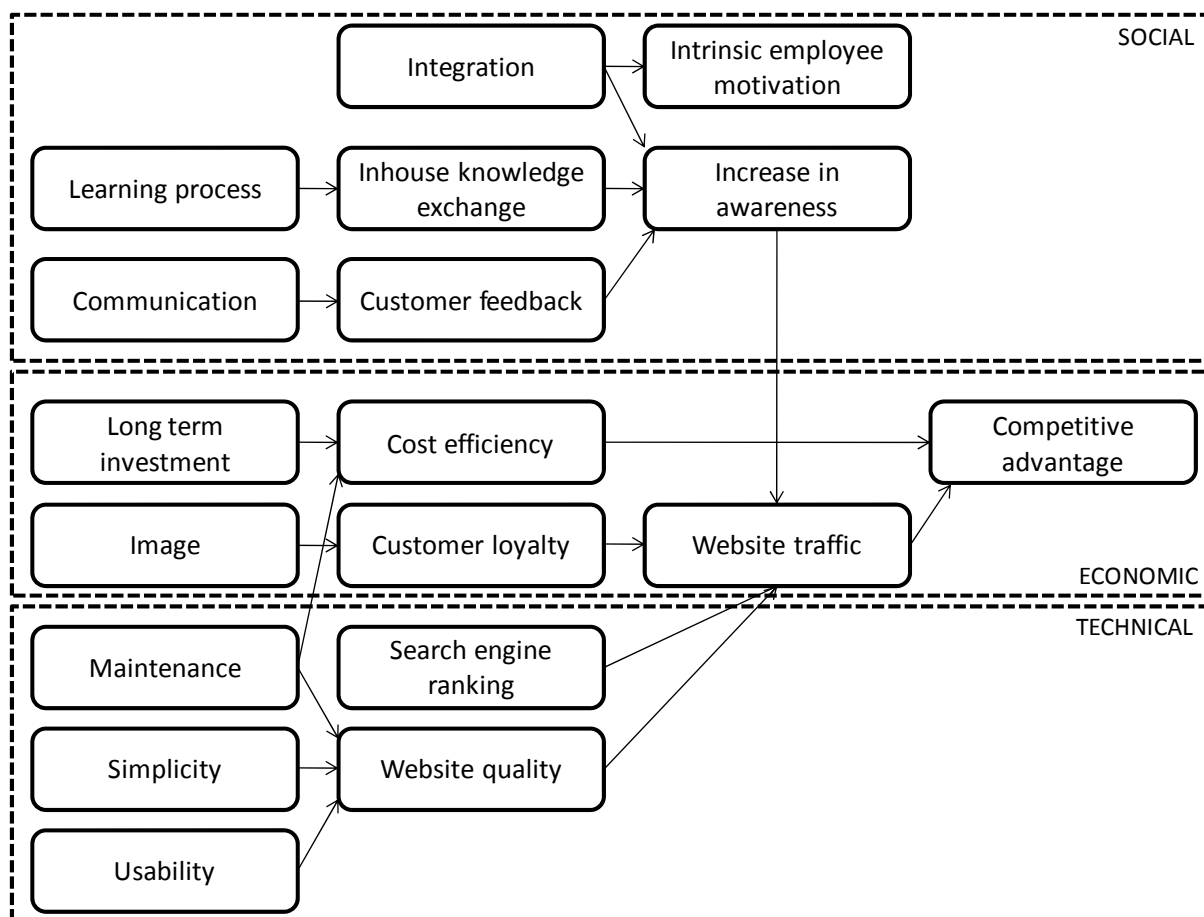 SOCIAL
Integration
Intrinsic employee
motivation
Learning process
Inhouse knowledge
exchange
Increase in
awareness
Communication
Customer feedback
Long term
investment
Cost efficiency
Competitive
advantage
Image
Customer loyalty
Website traffic
ECONOMIC
TECHNICAL
Maintenance
Search engine
ranking
Simplicity
Website quality
Usability